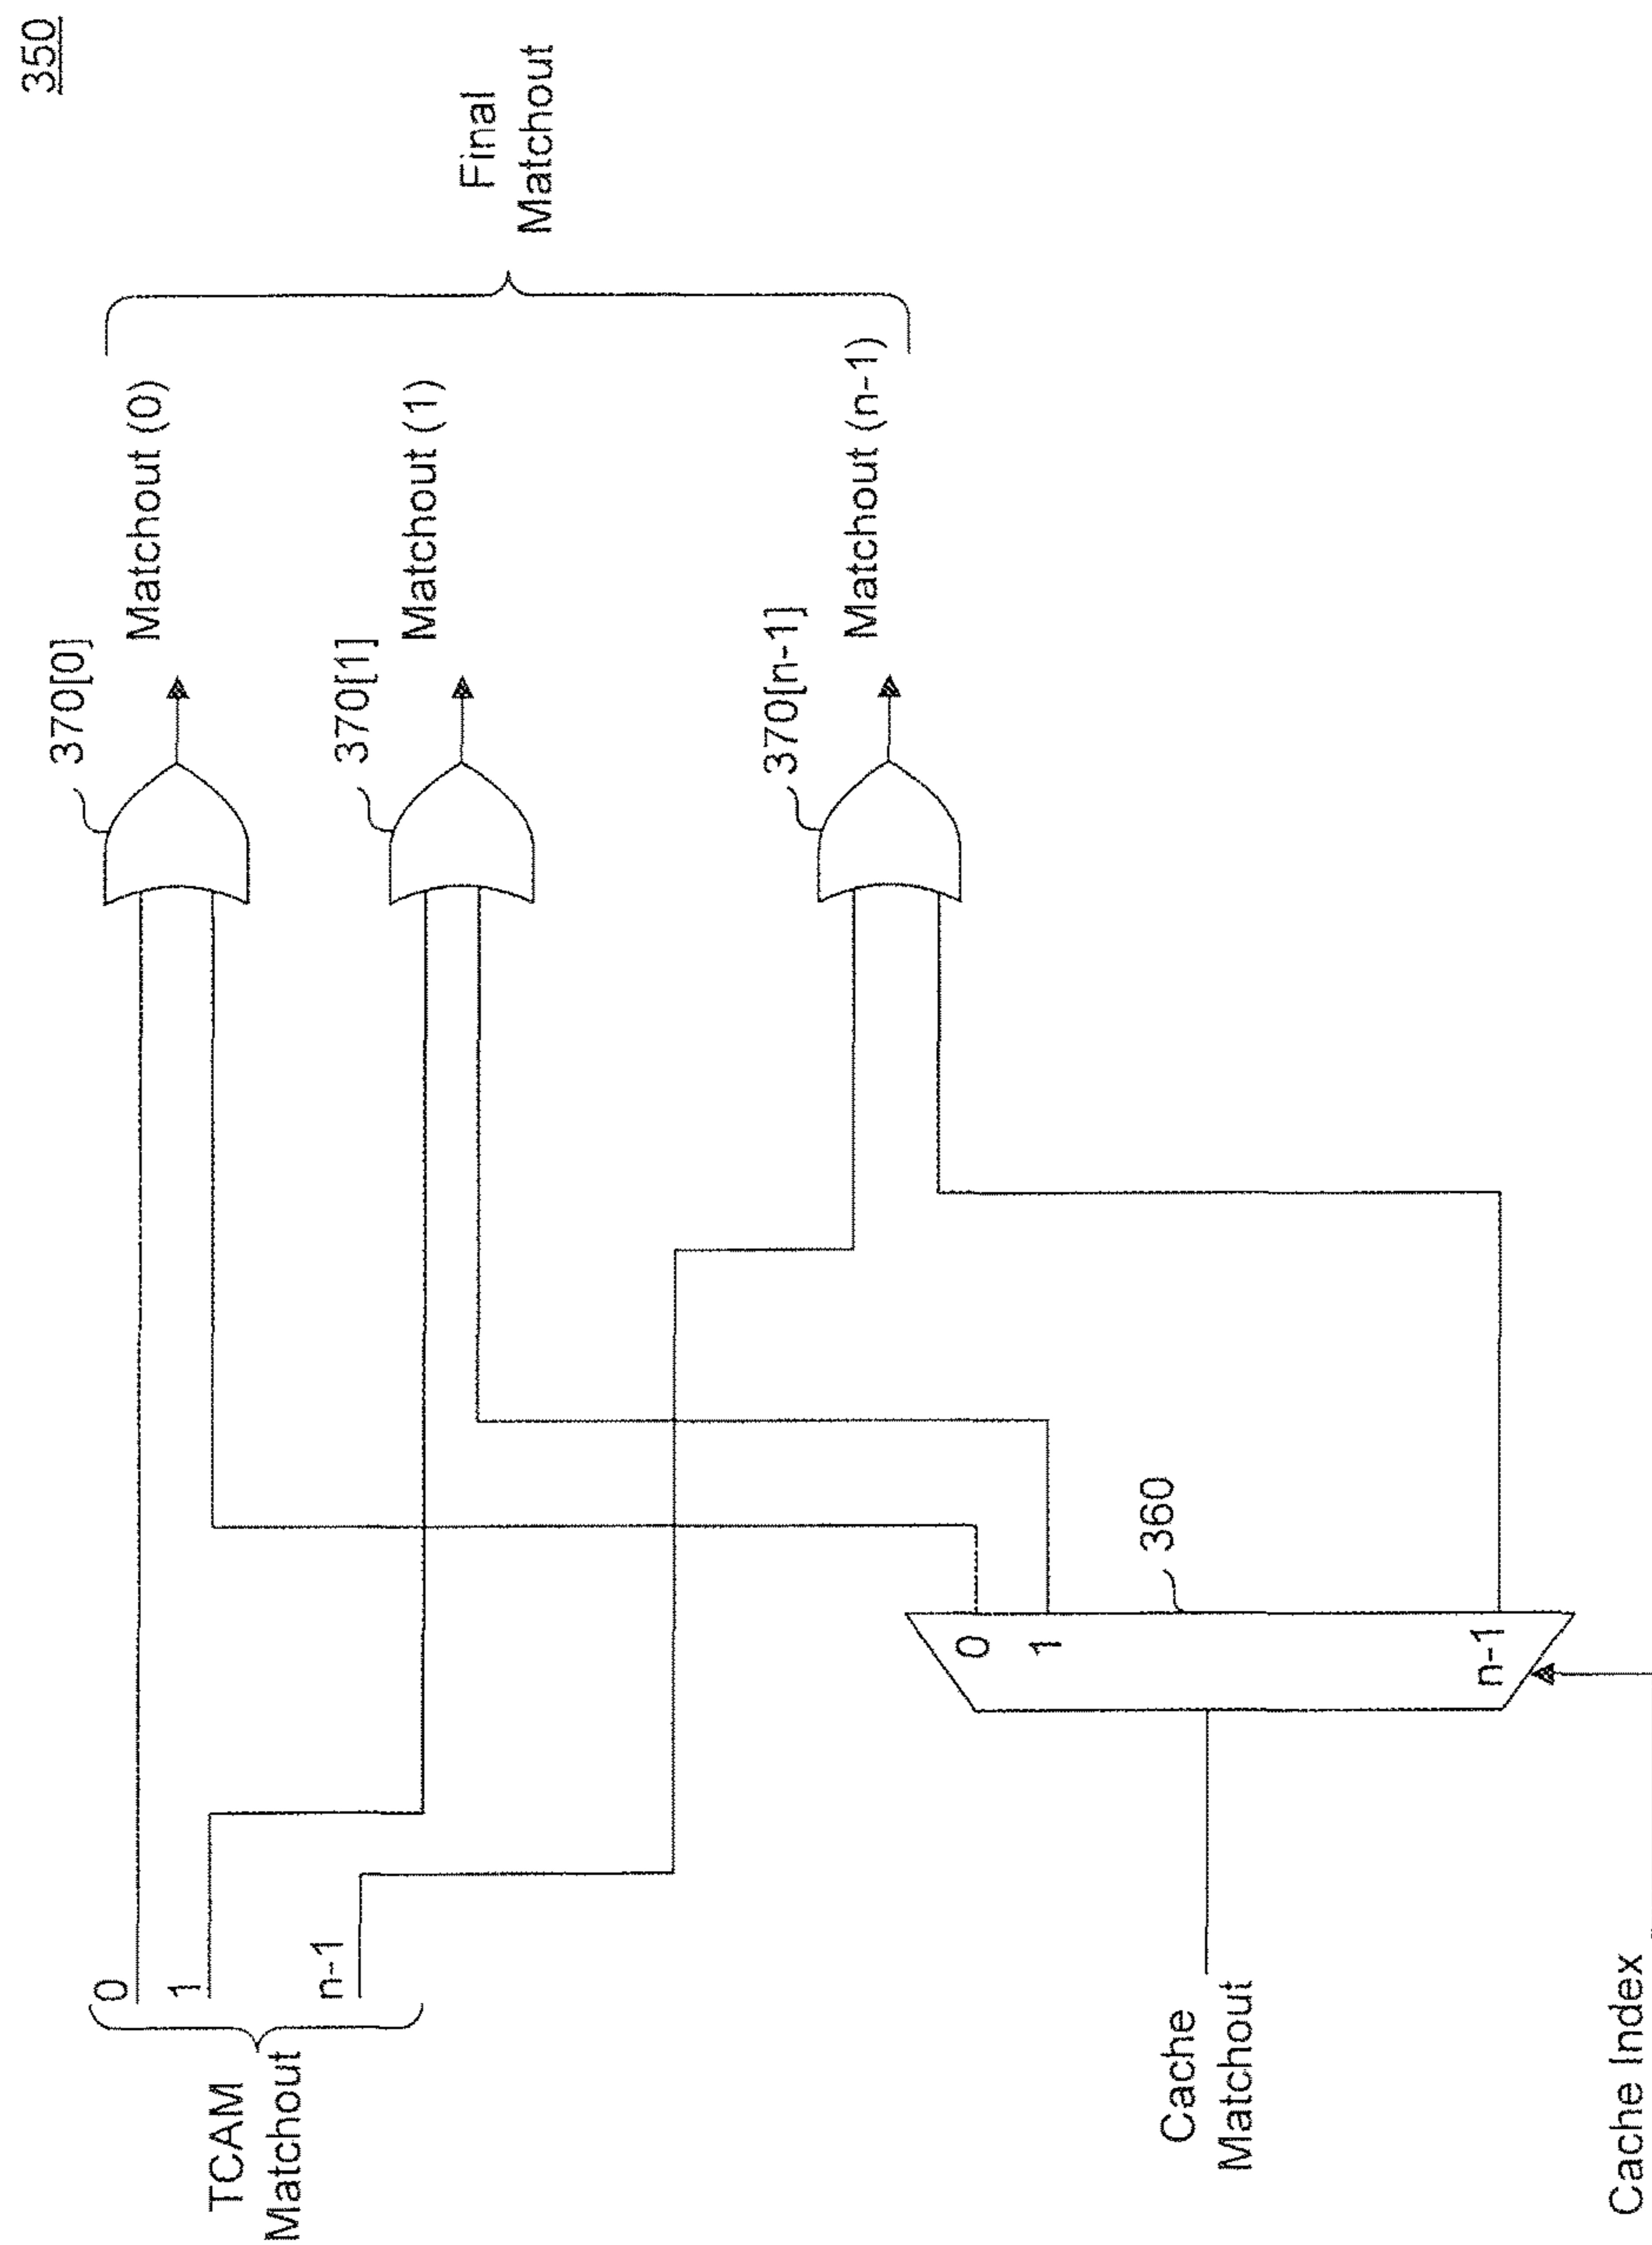 350
TCAM
Matchout
0
1
n-1
370[0]
Matchout (0)
370[1]
Matchout (1)
370[n-1]
Matchout (n-1)
Final
Matchout
Cache
Matchout
0
1
n-1
360
Cache Index